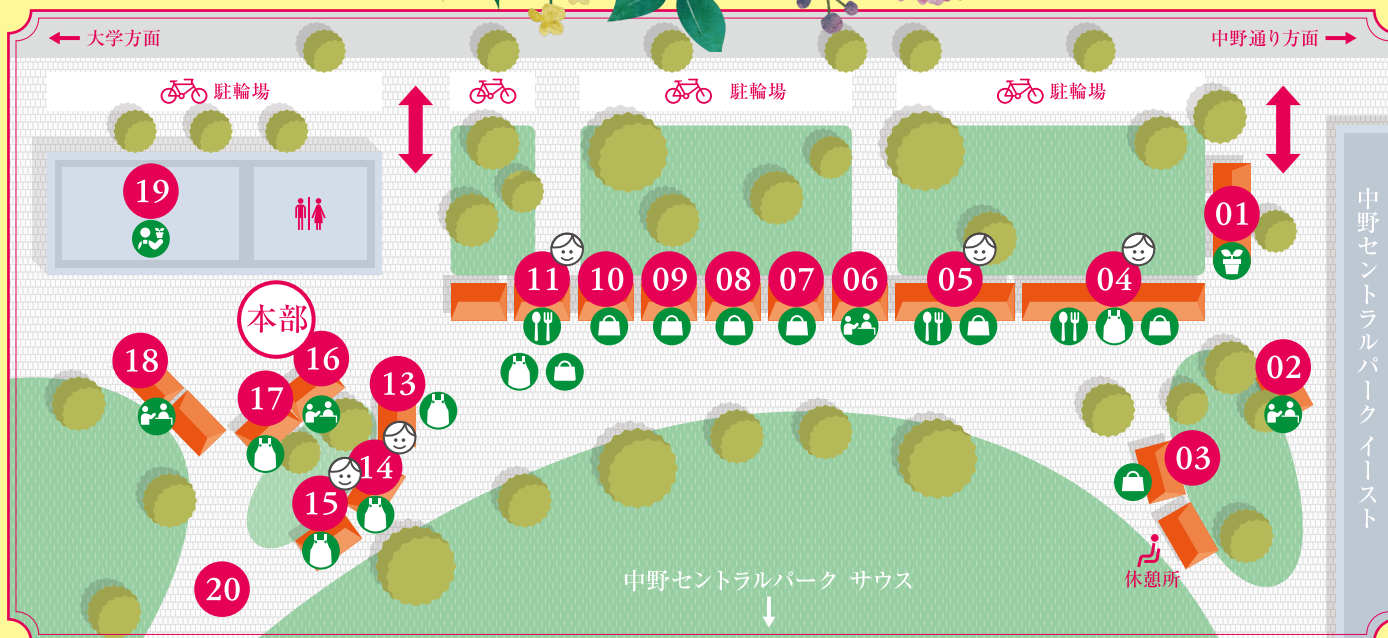 大学方面
中野通り方面
駐輪場
駐輪場
駐輪場
19
01
11
10
09
08
07
06
05
04
本部
18
17
16
13
02
14
15
03
20
休憩所
中野セントラルパーク サウス
中野セントラルパーク イースト